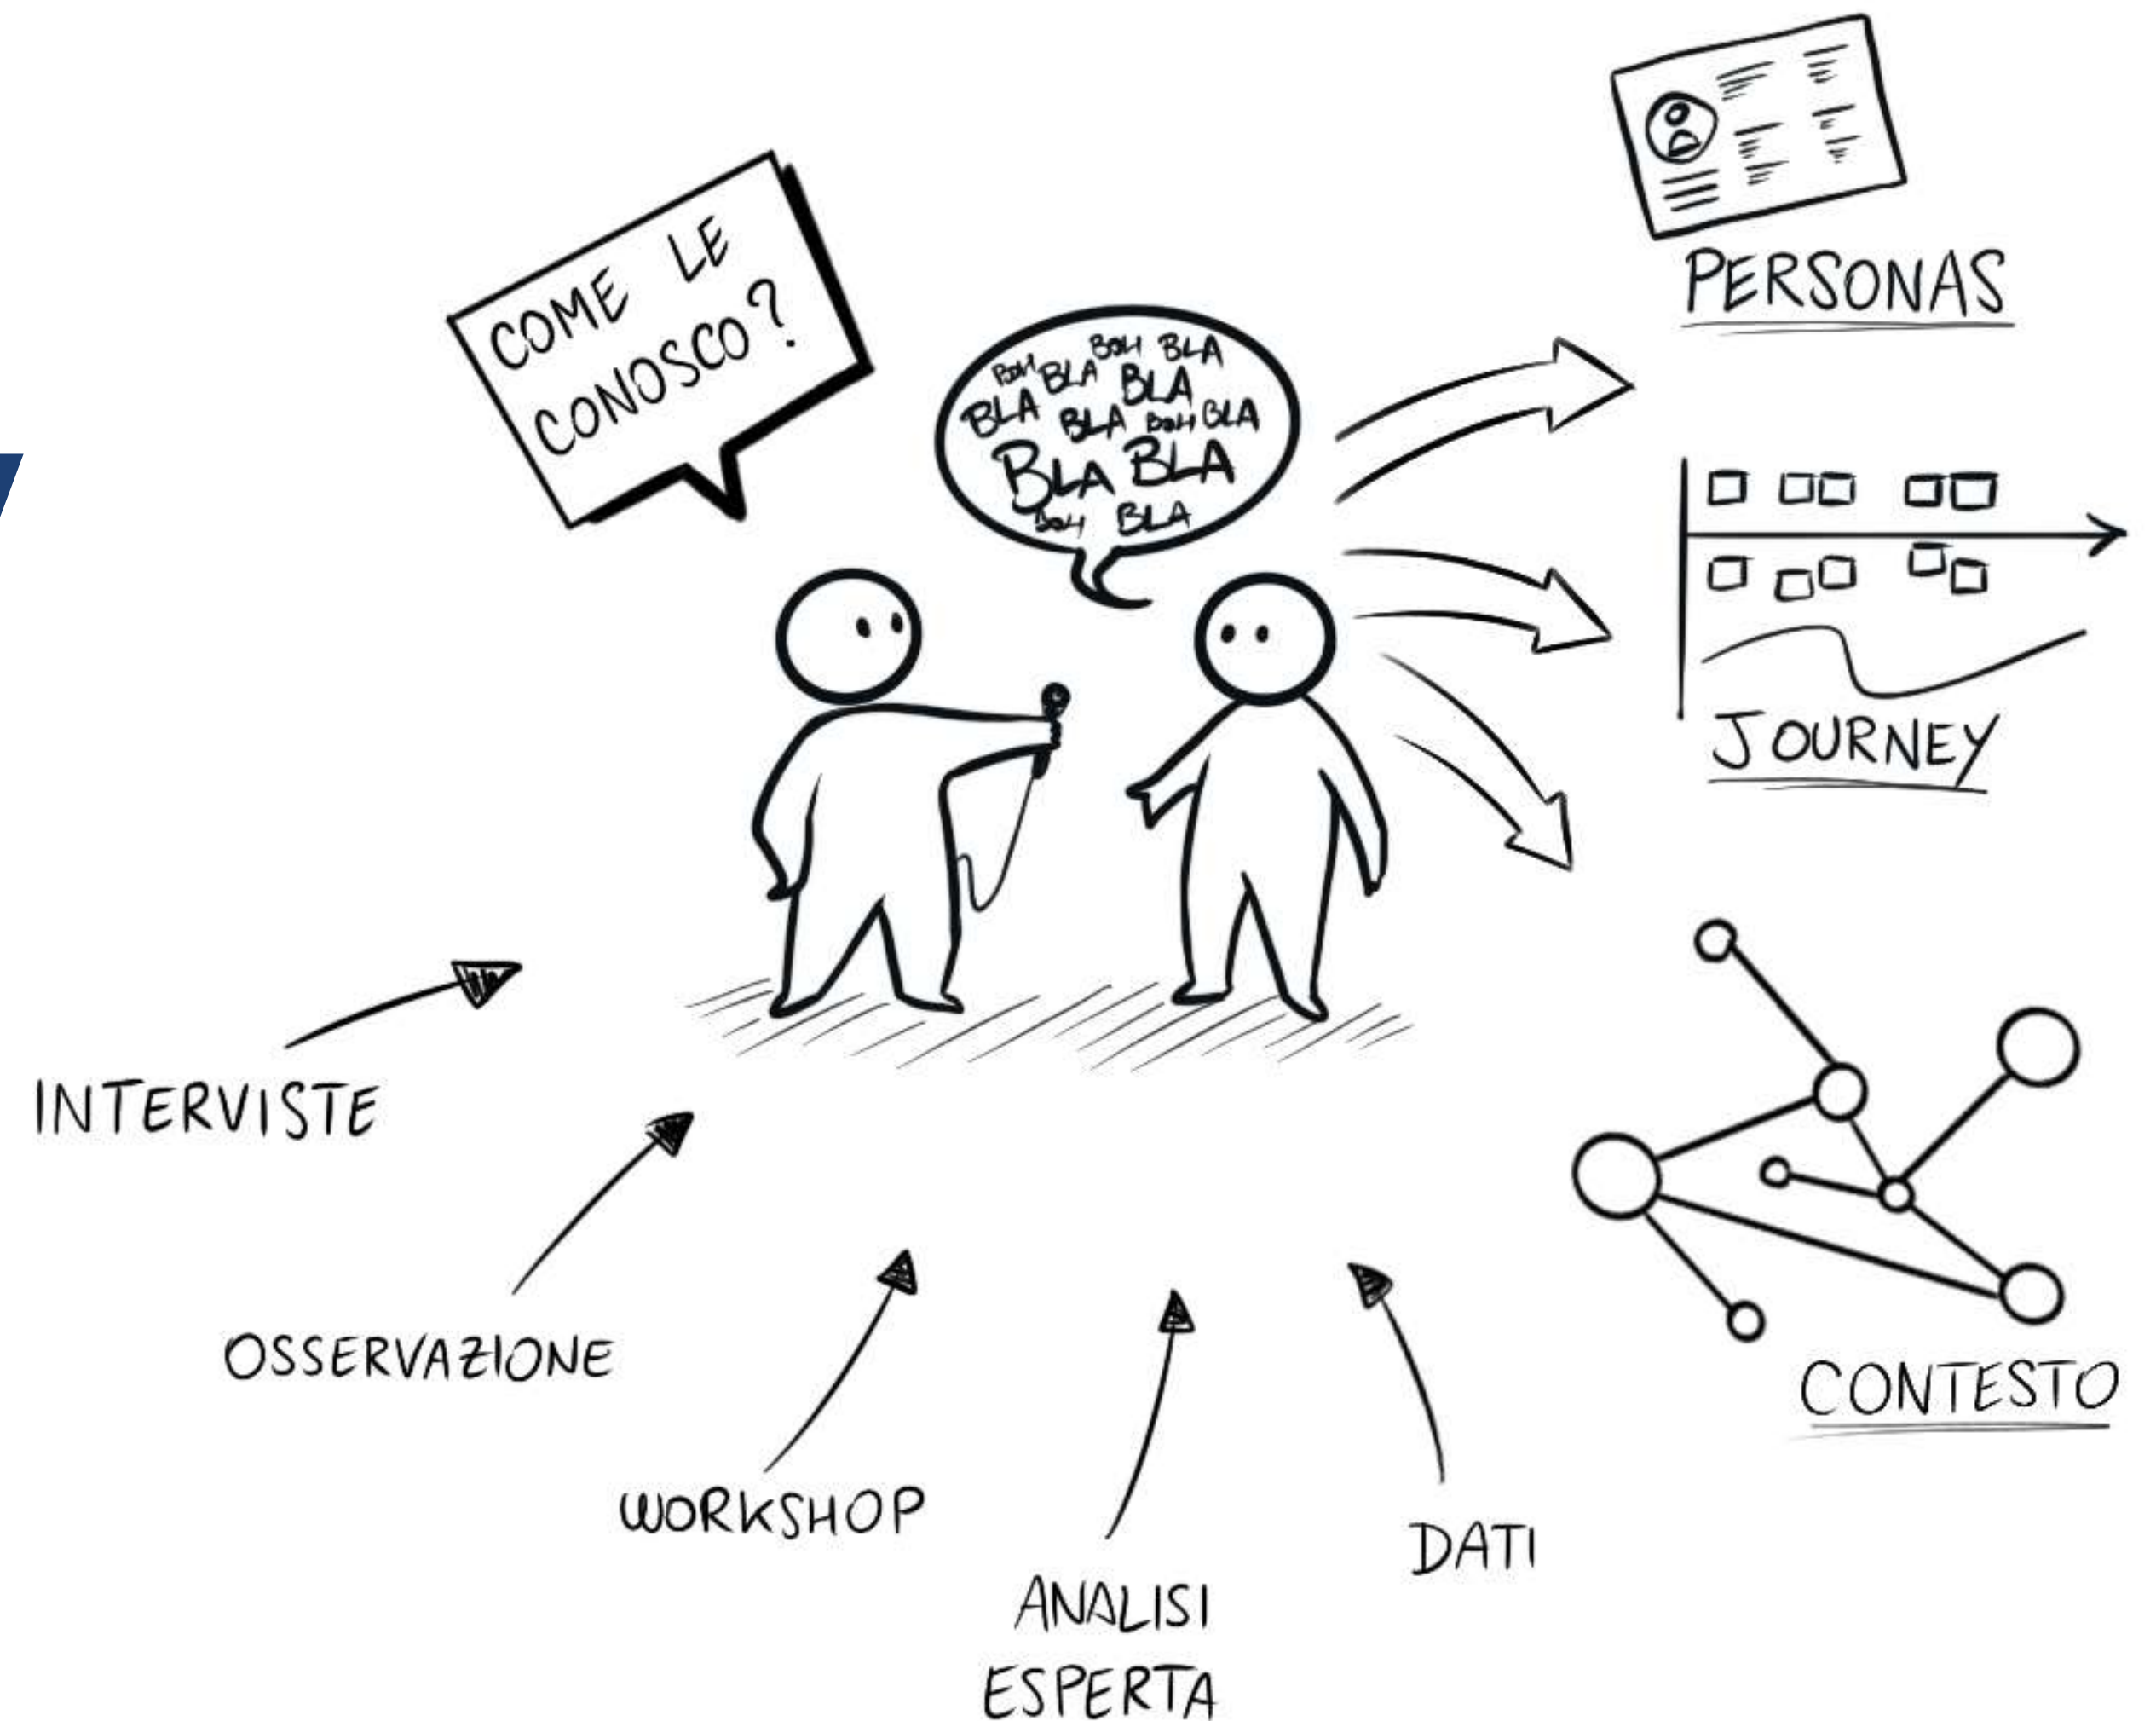 COME LE
CONOSCO?
BOH BLA BOH BLA
BLA BLA
BLA BOH BLA
BLA BLA
BOH BLA
PERSONAS
JOURNEY
CONTESTO
INTERVISTE
OSSERVAZIONE
WORKSHOP
ANALISI
ESPERTA
DATI